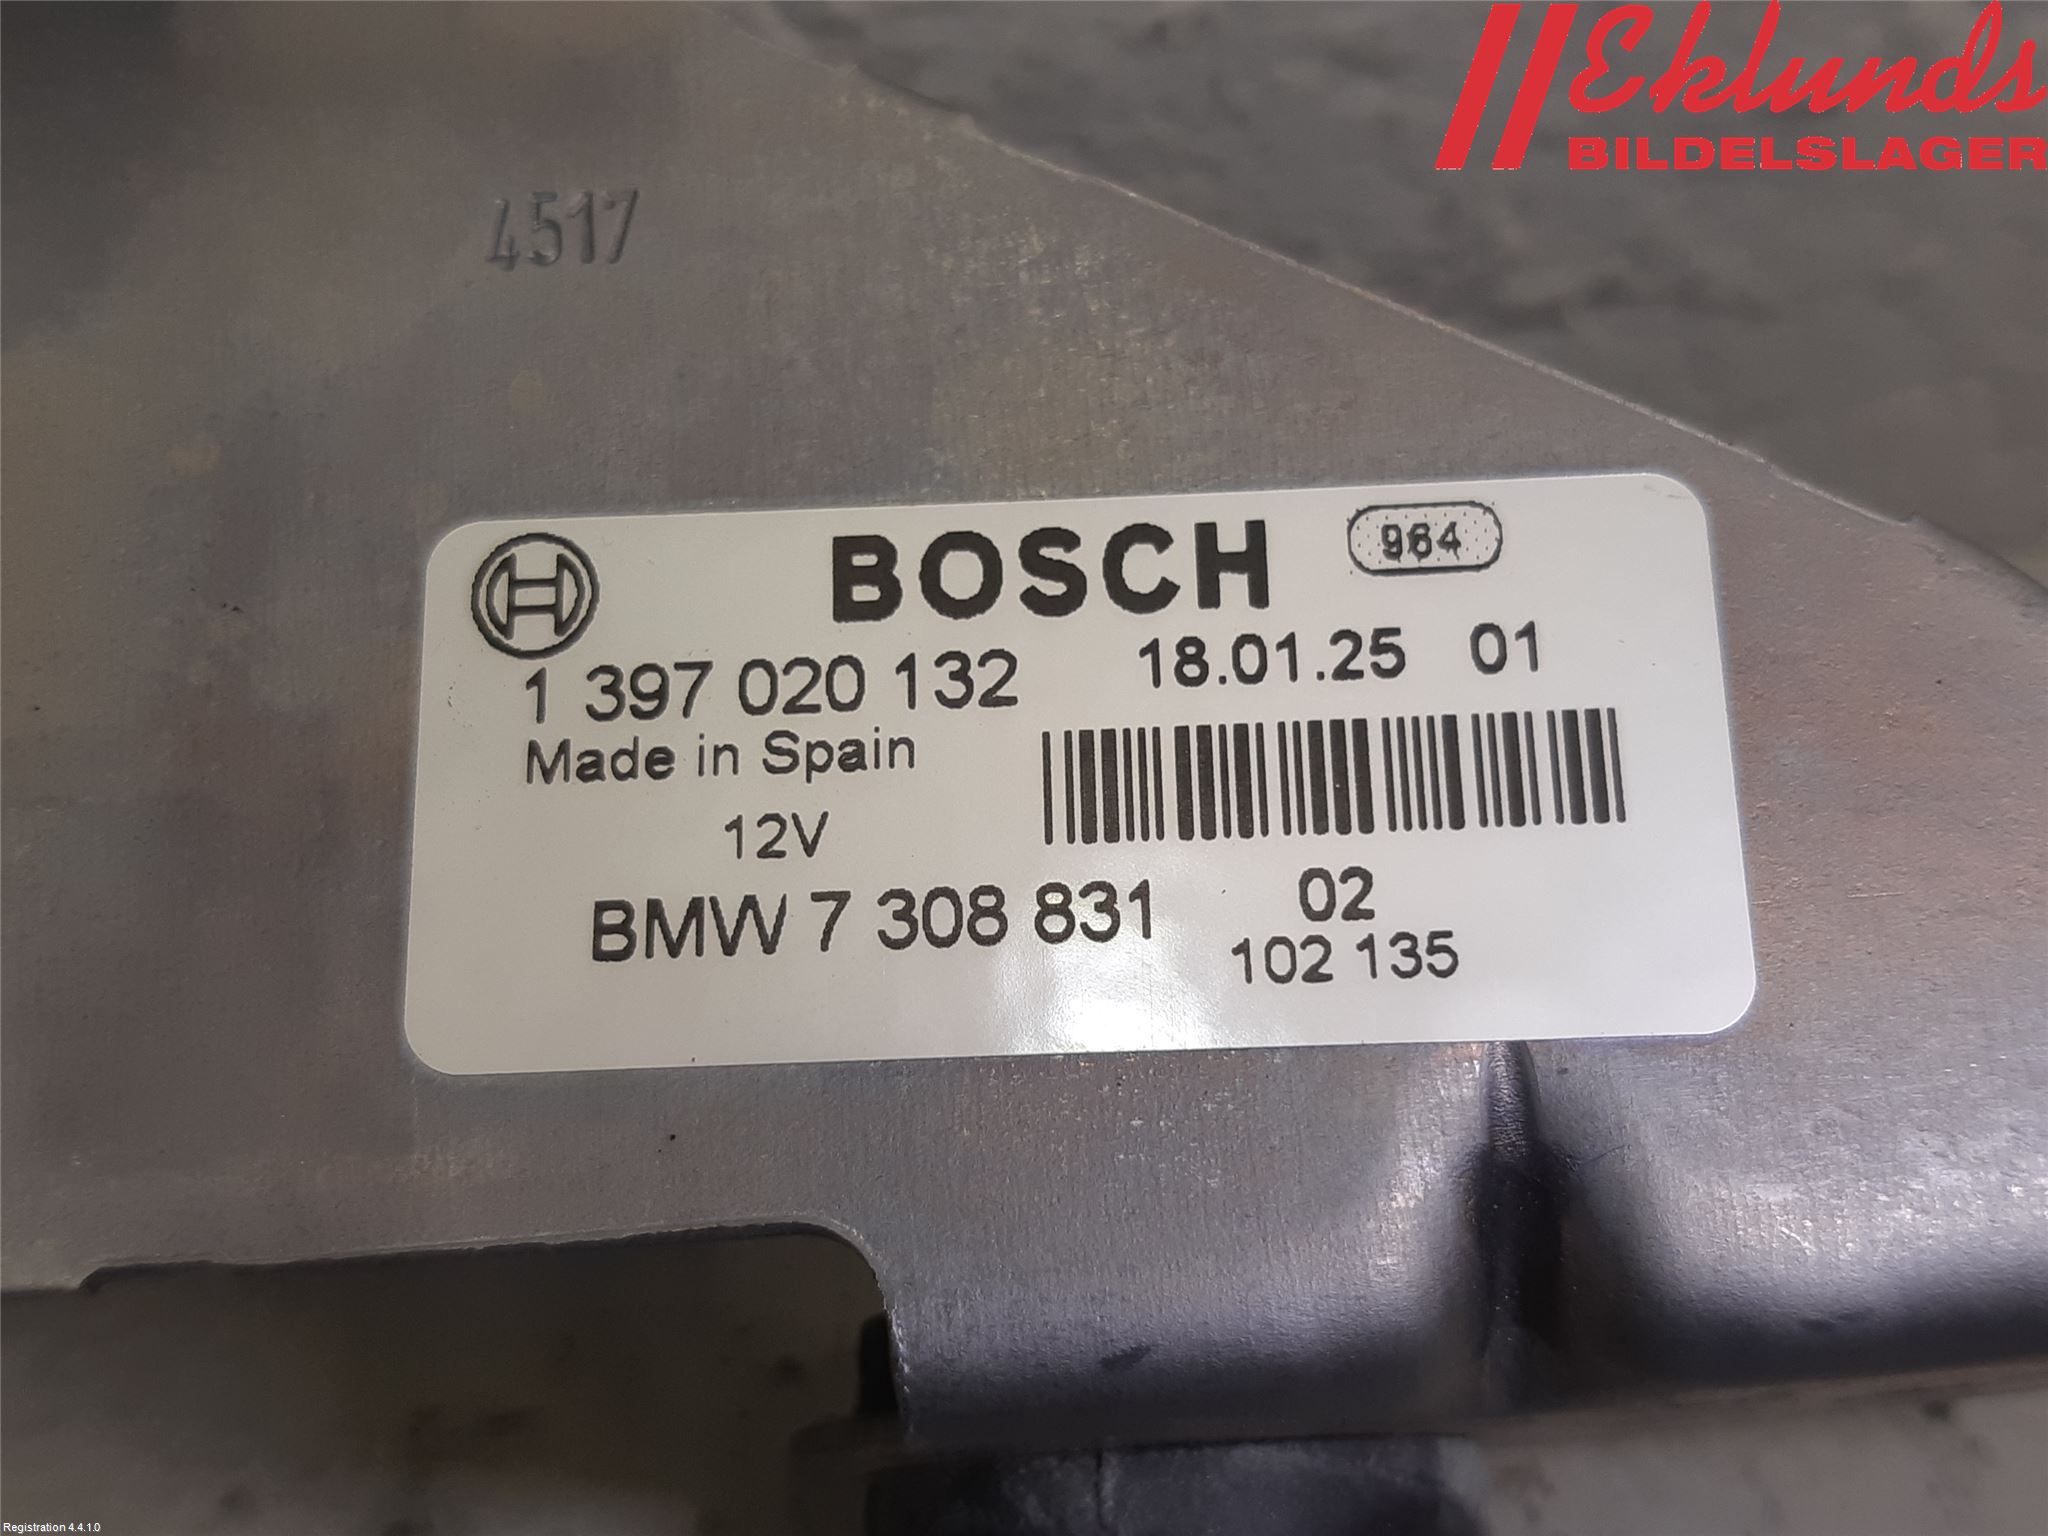 Eklunds
BILDELSLAGER
4517
BOSCH 964
1 397 020 132 18.01.25 01
Made in Spain
12V
BMW 7 308 831 02
102 135
Registration 4.4.1.0